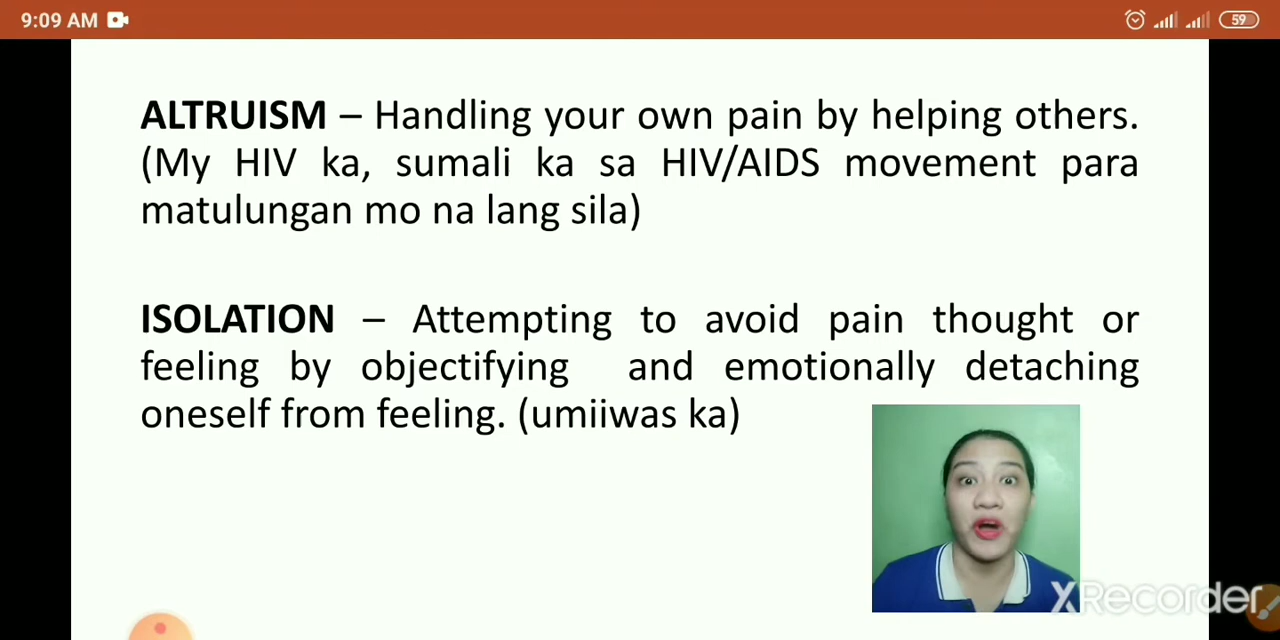 9:09 AM
59
ALTRUISM – Handling your own pain by helping others.
(My HIV ka, sumali ka sa HIV/AIDS movement para
matulungan mo na lang sila)
ISOLATION – Attempting to avoid pain thought or
feeling by objectifying and emotionally detaching
oneself from feeling. (umiiwas ka)
XRecorder